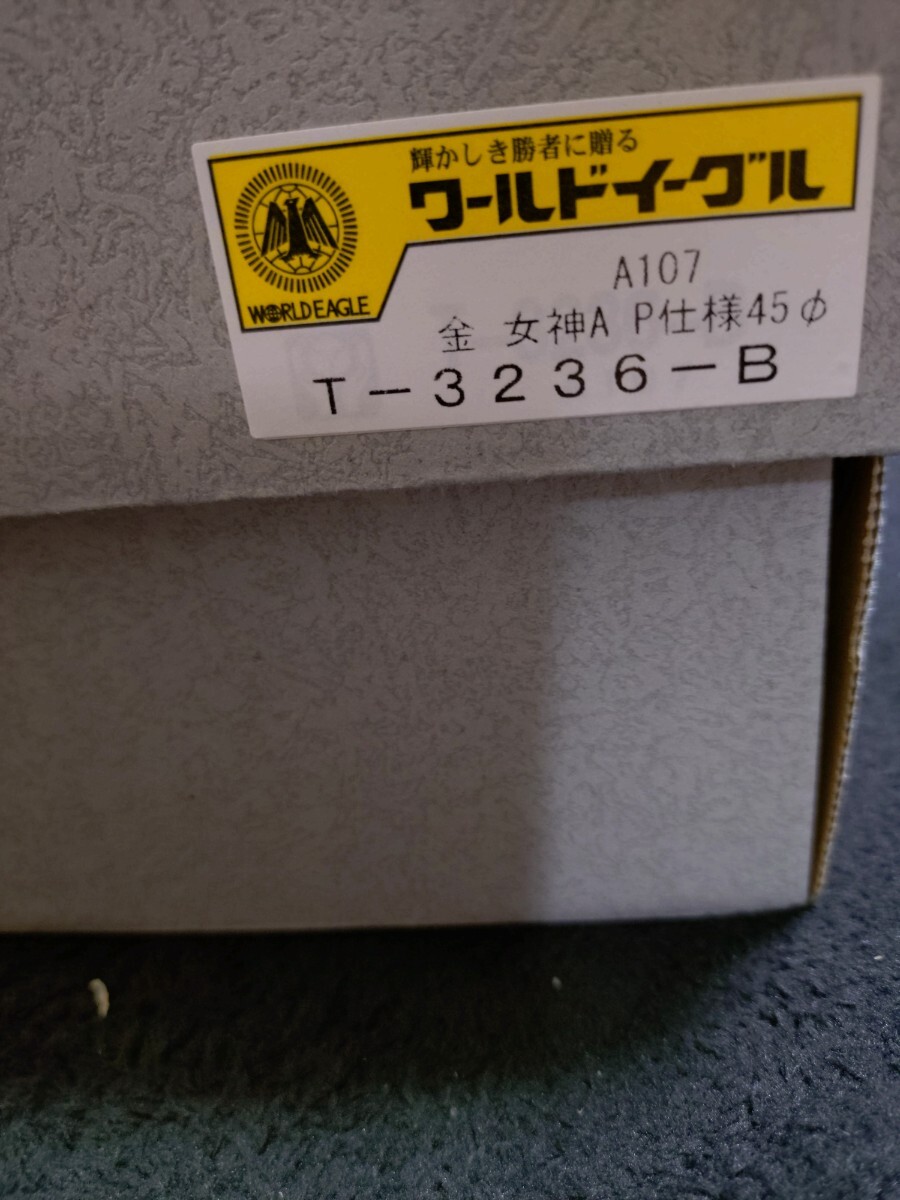 輝かしき勝者に贈る
ワールドイーグル
WORLD EAGLE
A107
金 女神A P仕様45φ
T-3236-B